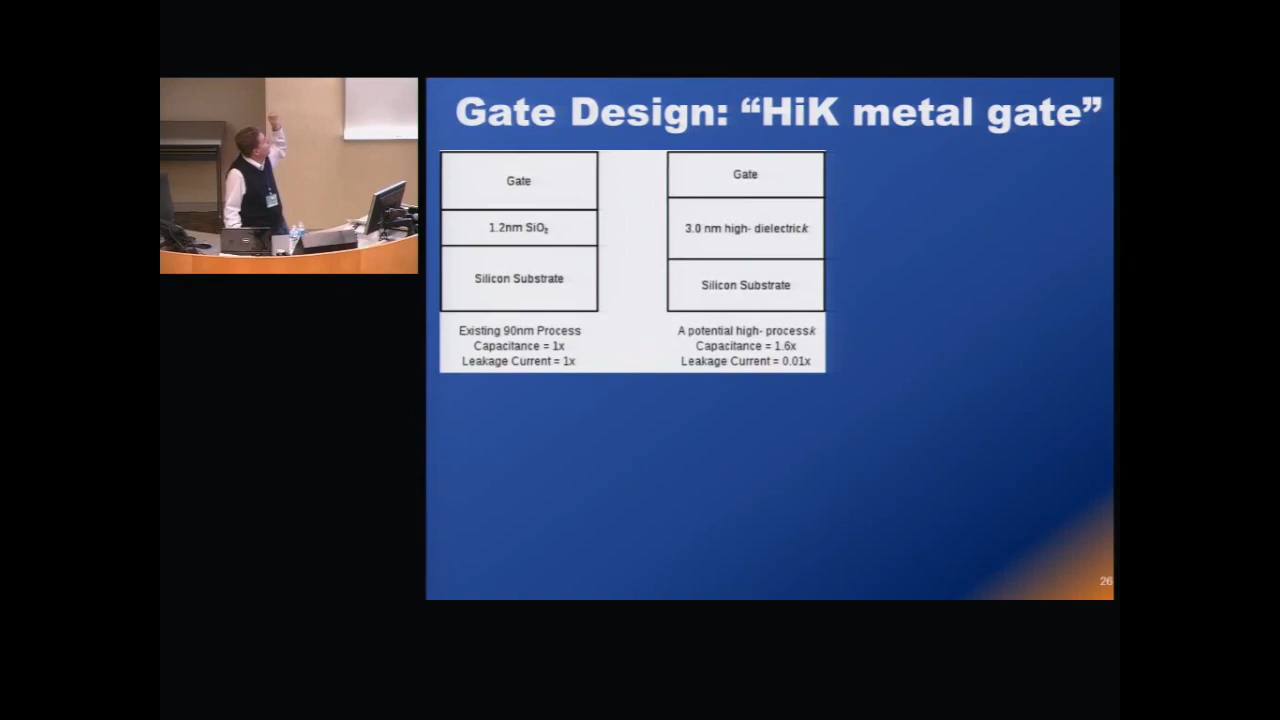 Gate Design: “HiK metal gate”
Gate
1.2nm SiO₂
Silicon Substrate
Existing 90nm Process
Capacitance = 1x
Leakage Current = 1x
Gate
3.0 nm high- dielectrick
Silicon Substrate
A potential high- processk
Capacitance = 1.6x
Leakage Current = 0.01x
26